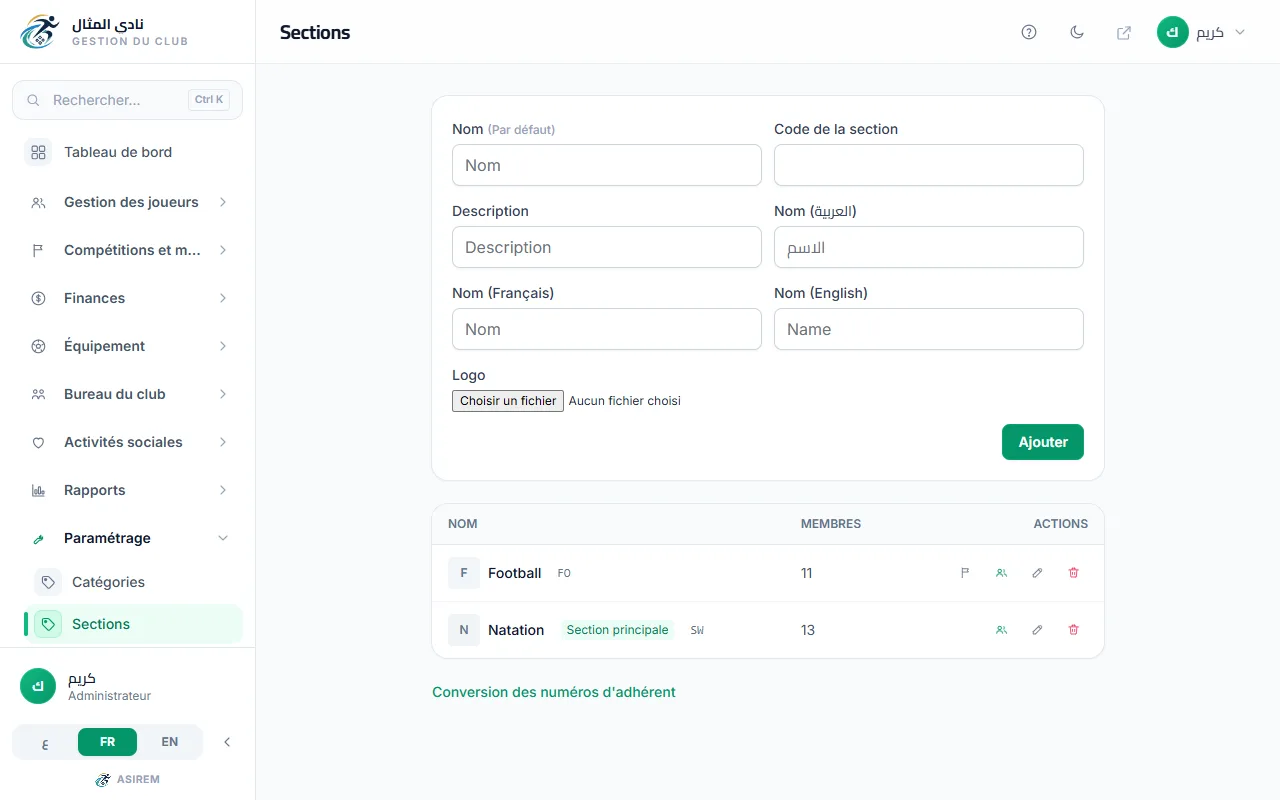 نادي المثال
GESTION DU CLUB
Rechercher...
Ctrl K
Tableau de bord
Gestion des joueurs
Compétitions et m...
Finances
Équipement
Bureau du club
Activités sociales
Rapports
Paramétrage
Catégories
Sections
ك
كريم
Administrateur
ع
FR
EN
ASIREM
Sections
ك
كريم
Nom (Par défaut)
Code de la section
Nom
Description
Nom (العربية)
Description
الاسم
Nom (Français)
Nom (English)
Nom
Name
Logo
Choisir un fichier Aucun fichier choisi
Ajouter
NOM MEMBRES ACTIONS
F Football FO 11
N Natation Section principale SW 13
Conversion des numéros d'adhérent